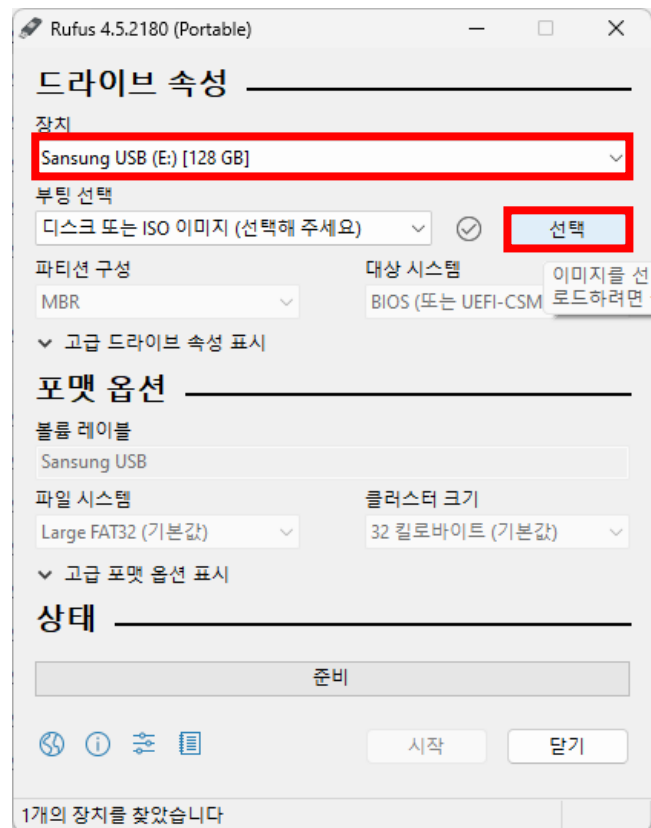 Rufus 4.5.2180 (Portable)
드라이브 속성
장치
Sansung USB (E:) [128 GB]
부팅 선택
디스크 또는 ISO 이미지 (선택해 주세요)
선택
파티션 구성
대상 시스템
이미지를 선
MBR
BIOS (또는 UEFI-CSM
로드하려면
고급 드라이브 속성 표시
포맷 옵션
볼륨 레이블
Sansung USB
파일 시스템
클러스터 크기
Large FAT32 (기본값)
32 킬로바이트 (기본값)
고급 포맷 옵션 표시
상태
준비
시작
닫기
1개의 장치를 찾았습니다